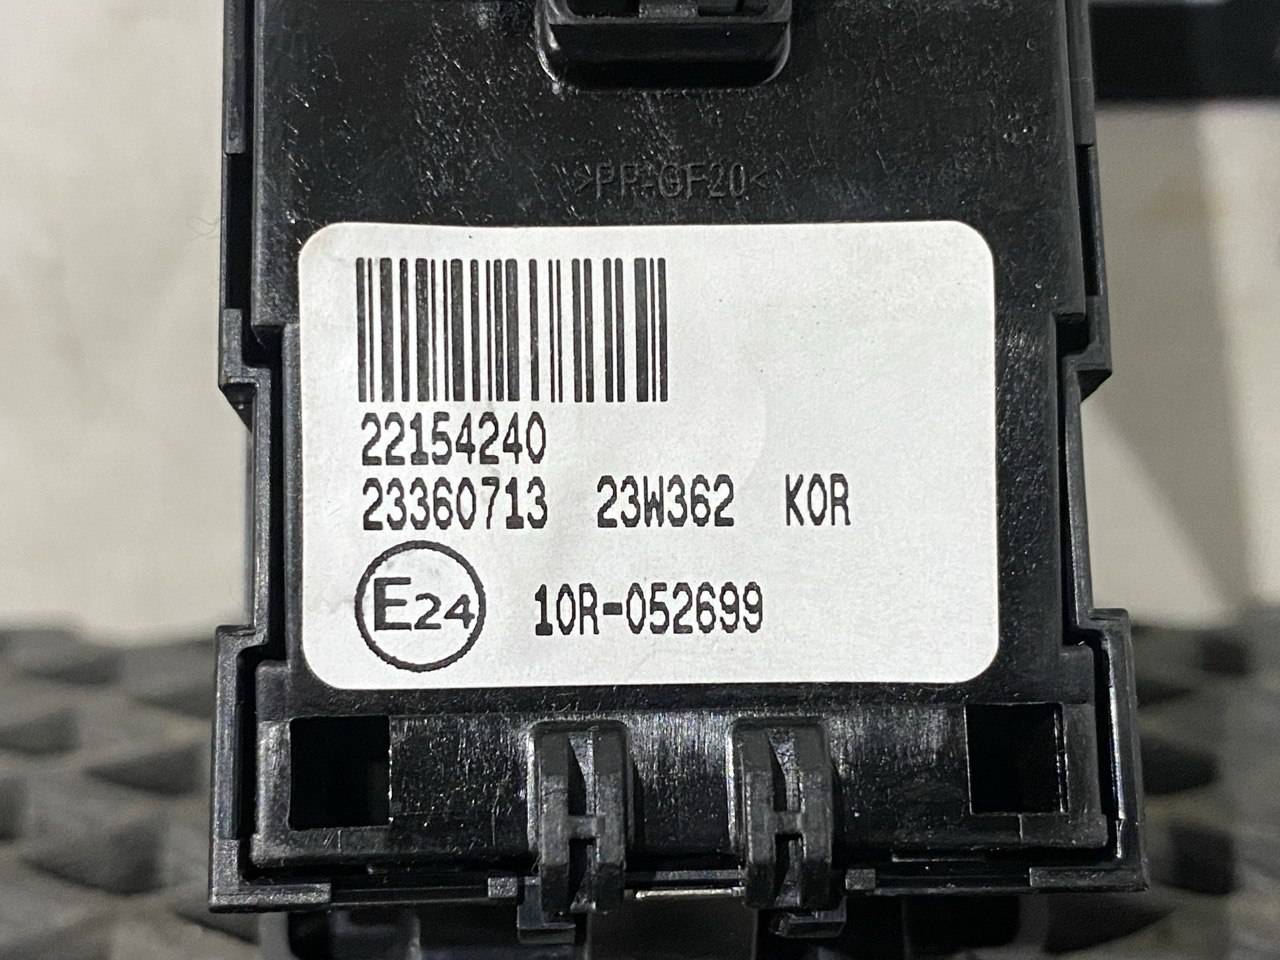 >PP-GF20<
22154240
23360713 23W362 KOR
E24 10R-052699